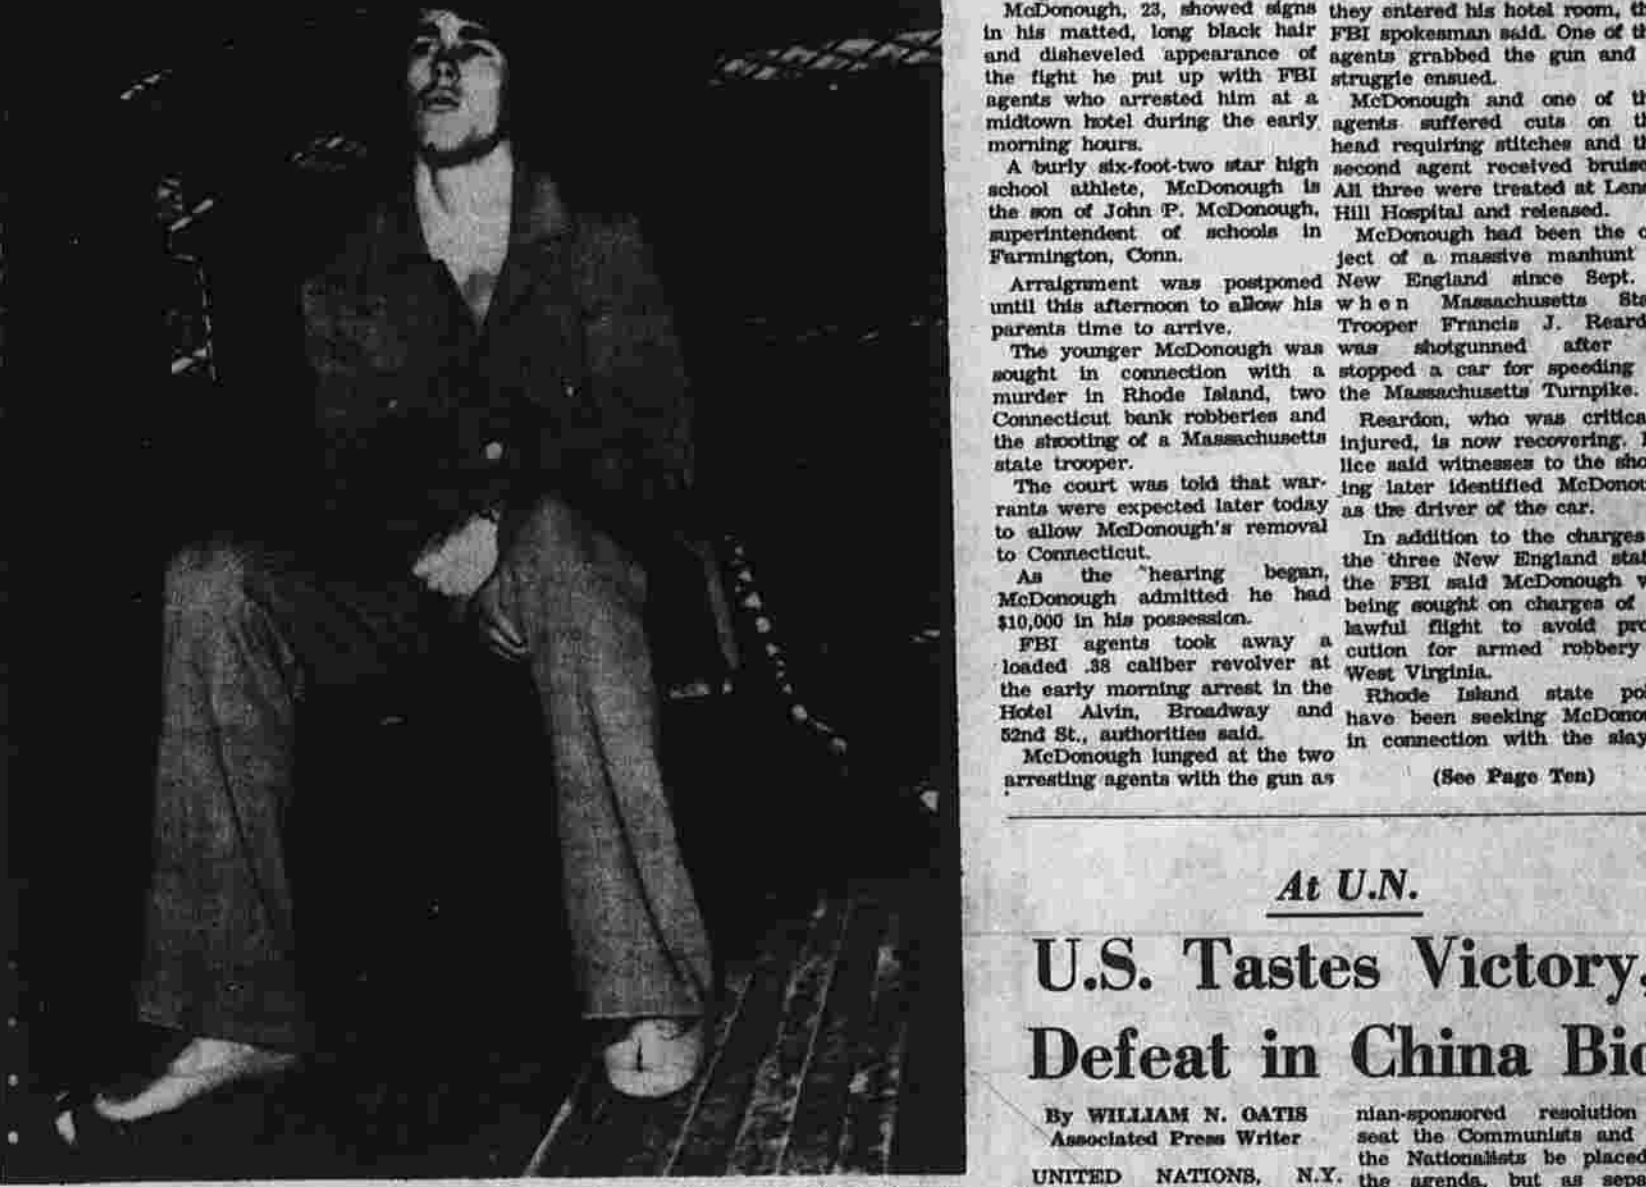 McDonough, 23, showed signs
in his matted, long black hair
and disheveled appearance of
the fight he put up with FBI
agents who arrested him at a
midtown hotel during the early
morning hours.
A burly six-foot-two star high
school athlete, McDonough is
the son of John P. McDonough,
superintendent of schools in
Farmington, Conn.
Arraignment was postponed
until this afternoon to allow his
parents time to arrive.
The younger McDonough was
sought in connection with a
murder in Rhode Island, two
Connecticut bank robberies and
the shooting of a Massachusetts
state trooper.
The court was told that war-
rants were expected later today
to allow McDonough's removal
to Connecticut.
As the hearing began,
McDonough admitted he had
$10,000 in his possession.
FBI agents took away a
loaded .38 caliber revolver at
the early morning arrest in the
Hotel Alvin, Broadway and
52nd St., authorities said.
McDonough lunged at the two
arresting agents with the gun as
they entered his hotel room,
FBI spokesman said. One of
agents grabbed the gun and
struggle ensued.
McDonough and one of
agents suffered cuts on
head requiring stitches and
second agent received
All three were treated at
Hill Hospital and released.
McDonough had been the
ject of a massive manhunt
New England since Sept.
when Massachusetts
Trooper Francis J.
was shotgunned after
stopped a car for speeding
the Massachusetts Turnpike.
Reardon, who was
injured, is now recovering.
lice said witnesses to the
ing later identified
as the driver of the car.
In addition to the charges
the three New England
the FBI said McDonough
being sought on charges of
lawful flight to avoid
cution for armed robbery
West Virginia.
Rhode Island state
have been seeking
in connection with the
(See Page Ten)
At U.N.
U.S. Tastes Victory,
Defeat in China
By WILLIAM N. OATIS
Associated Press Writer
UNITED NATIONS, N.Y.
nian-sponsored resolution
seat the Communists and
the Nationalists be placed
the agenda, but as